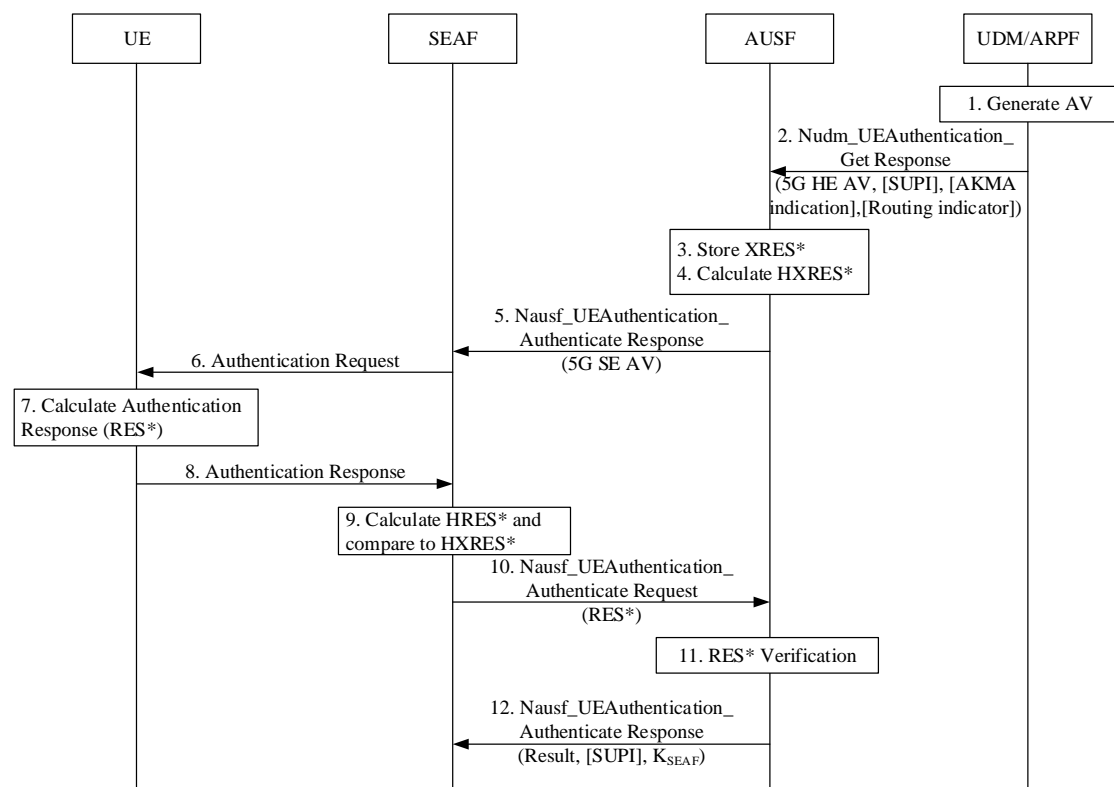 UE
SEAF
AUSF
UDM/ARPF
1. Generate AV
2. Nudm_UEAuthentication_
Get Response
(5G HE AV, [SUPI], [AKMA
indication],[Routing indicator])
3. Store XRES*
4. Calculate HXRES*
5. Nausf_UEAuthentication_
Authenticate Response
(5G SE AV)
6. Authentication Request
7. Calculate Authentication
Response (RES*)
8. Authentication Response
9. Calculate HRES* and
compare to HXRES*
10. Nausf_UEAuthentication_
Authenticate Request
(RES*)
11. RES* Verification
12. Nausf_UEAuthentication_
Authenticate Response
(Result, [SUPI], KSEAF)